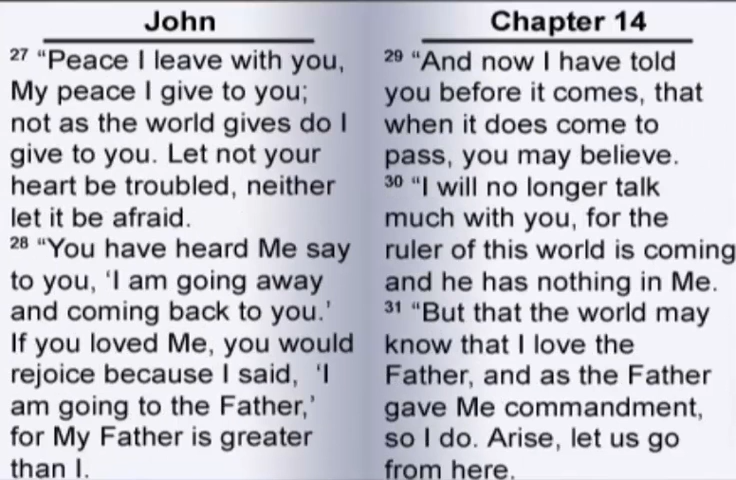 John
27 “Peace I leave with you,
My peace I give to you;
not as the world gives do I
give to you. Let not your
heart be troubled, neither
let it be afraid.
28 “You have heard Me say
to you, ‘I am going away
and coming back to you.’
If you loved Me, you would
rejoice because I said, ‘I
am going to the Father,’
for My Father is greater
than I.
Chapter 14
29 “And now I have told
you before it comes, that
when it does come to
pass, you may believe.
30 “I will no longer talk
much with you, for the
ruler of this world is coming
and he has nothing in Me.
31 “But that the world may
know that I love the
Father, and as the Father
gave Me commandment,
so I do. Arise, let us go
from here.